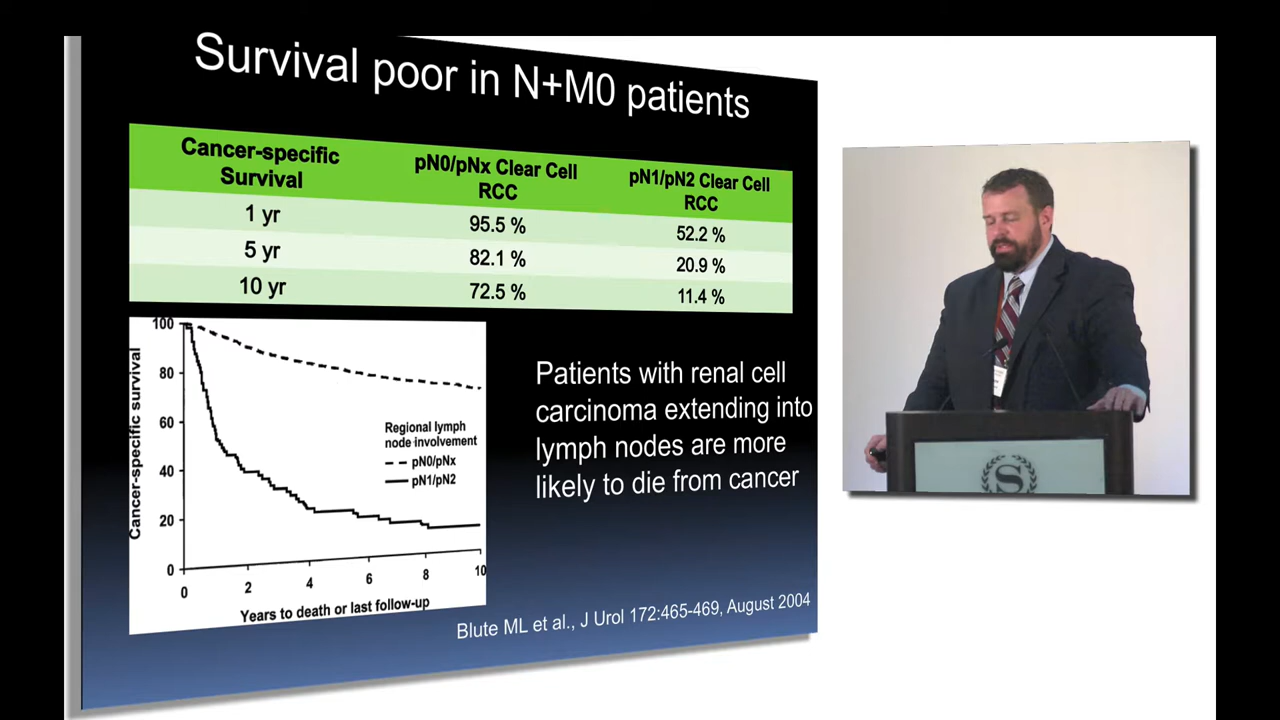 Survival poor in N+M0 patients
Cancer-specific
Survival
pN0/pNx Clear Cell
RCC
pN1/pN2 Clear Cell
RCC
1 yr
95.5 %
52.2 %
5 yr
82.1 %
20.9 %
10 yr
72.5 %
11.4 %
100
80
60
40
20
0
Cancer-specific survival
Regional lymph
node involvement
pN0/pNx
pN1/pN2
0
2
4
6
8
10
Years to death or last follow-up
Patients with renal cell
carcinoma extending into
lymph nodes are more
likely to die from cancer
Blute ML et al., J Urol 172:465-469, August 2004
S